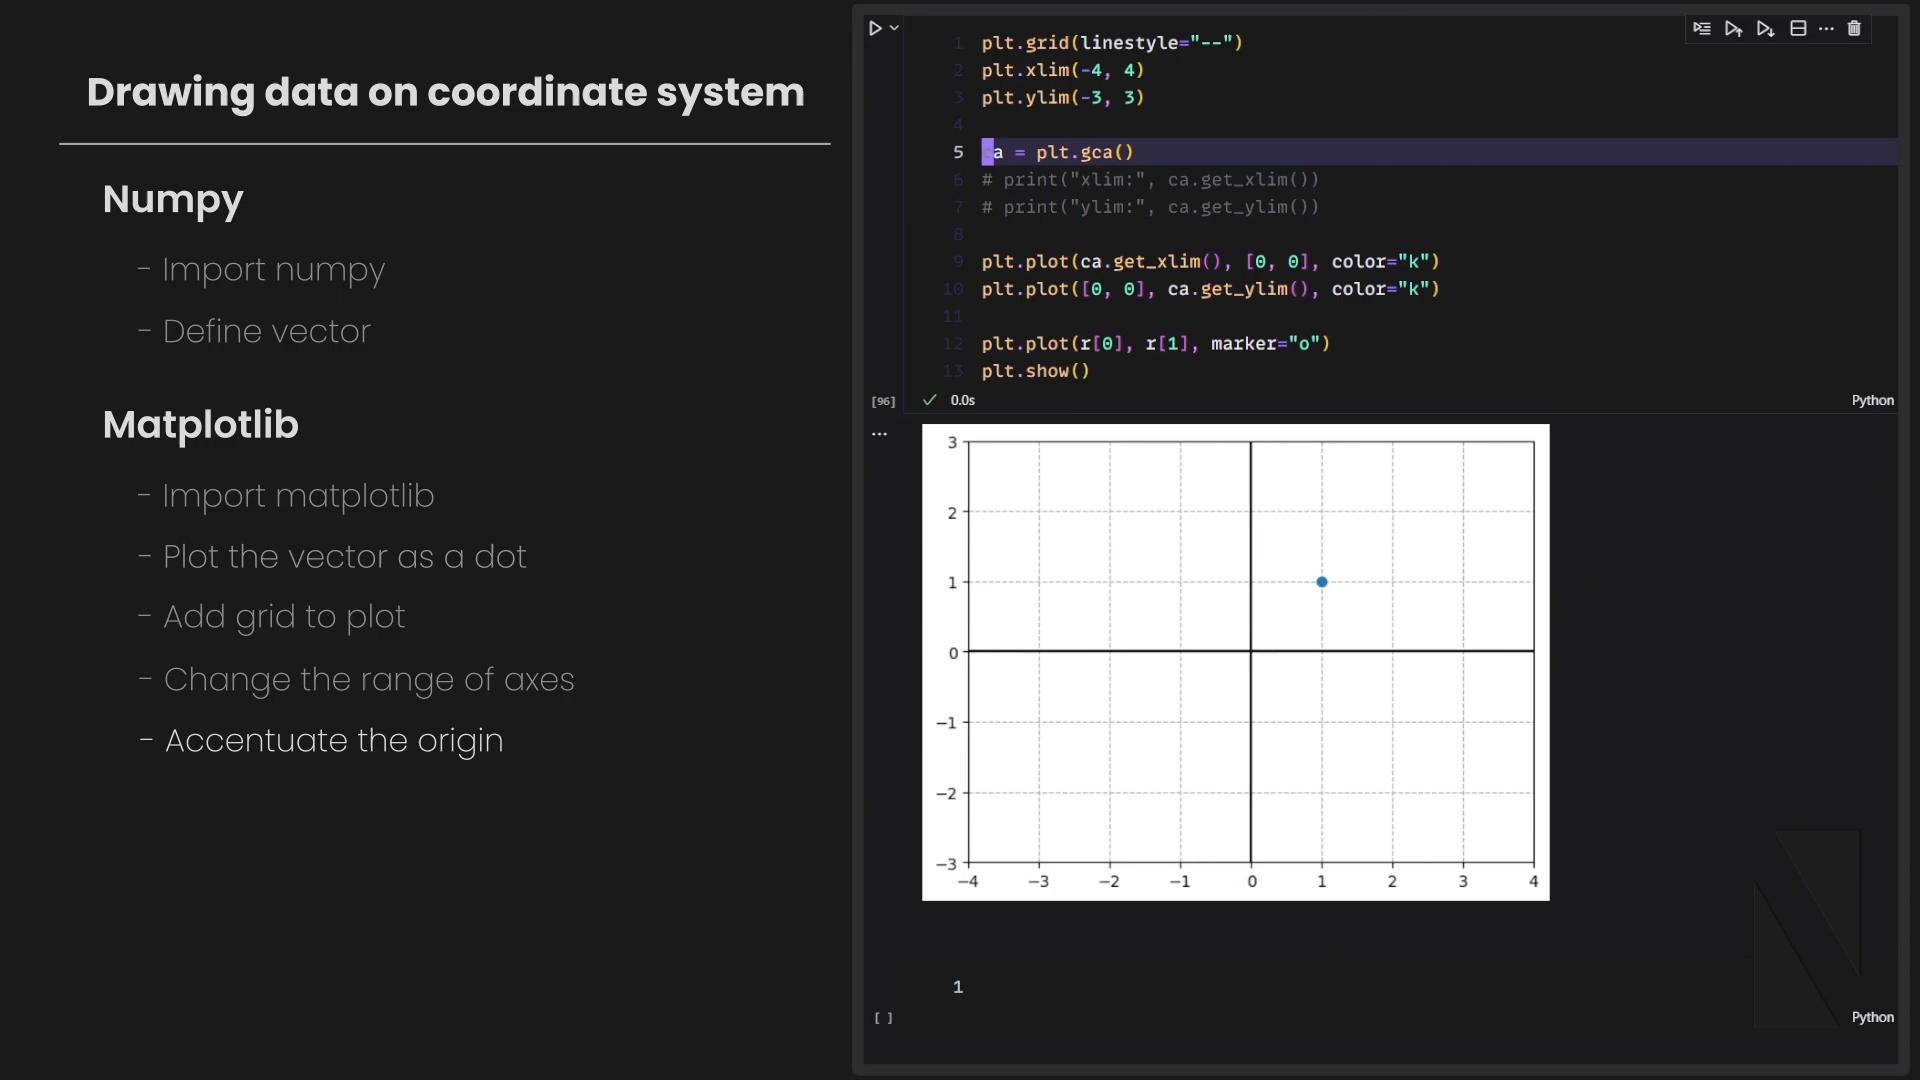 Drawing data on coordinate system
Numpy
- Import numpy
- Define vector
Matplotlib
- Import matplotlib
- Plot the vector as a dot
- Add grid to plot
- Change the range of axes
- Accentuate the origin
1 plt.grid(linestyle="--")
2 plt.xlim(-4, 4)
3 plt.ylim(-3, 3)
4
5 ca = plt.gca()
6 # print("xlim:", ca.get_xlim())
7 # print("ylim:", ca.get_ylim())
8
9 plt.plot(ca.get_xlim(), [0, 0], color="k")
10 plt.plot([0, 0], ca.get_ylim(), color="k")
11
12 plt.plot(r[0], r[1], marker="o")
13 plt.show()
[96] 0.0s Python
3
2
1
0
−1
−2
−3
−4 −3 −2 −1 0 1 2 3 4
1
[ ] Python